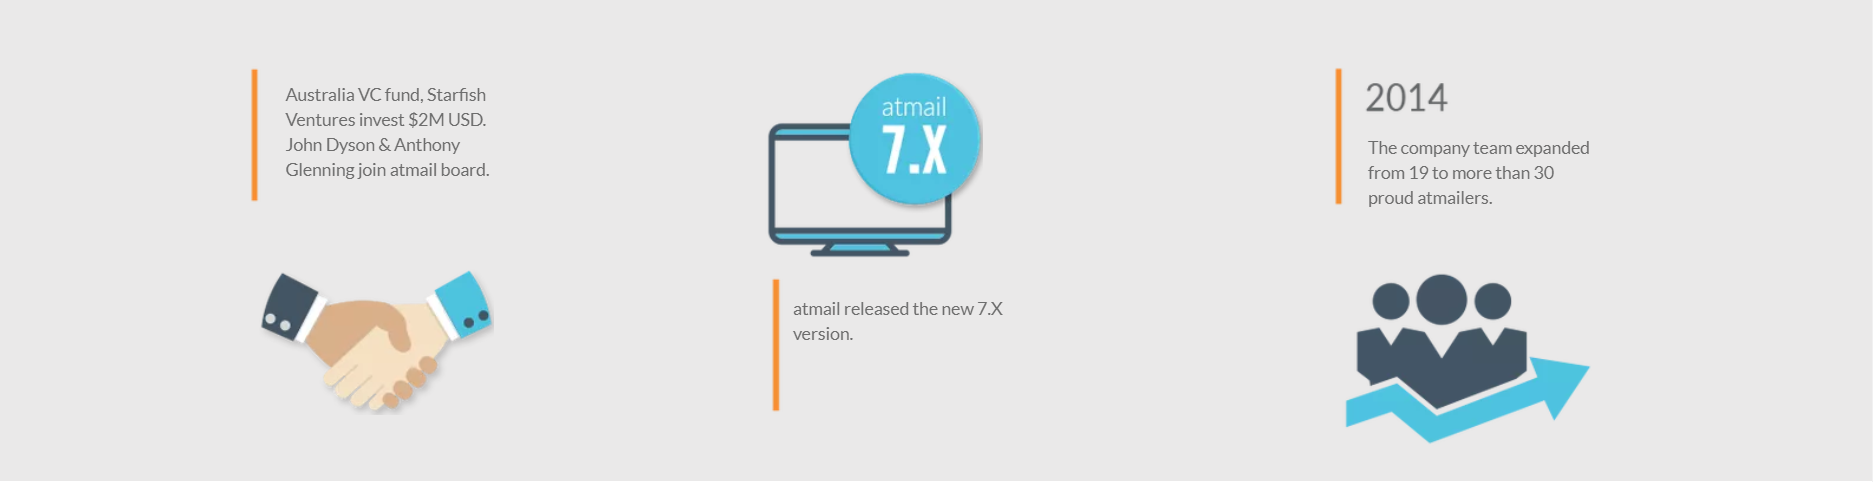 Australia VC fund, Starfish
Ventures invest $2M USD.
John Dyson & Anthony
Glenning join atmail board.
atmail
7.X
atmail released the new 7.X
version.
2014
The company team expanded
from 19 to more than 30
proud atmailers.